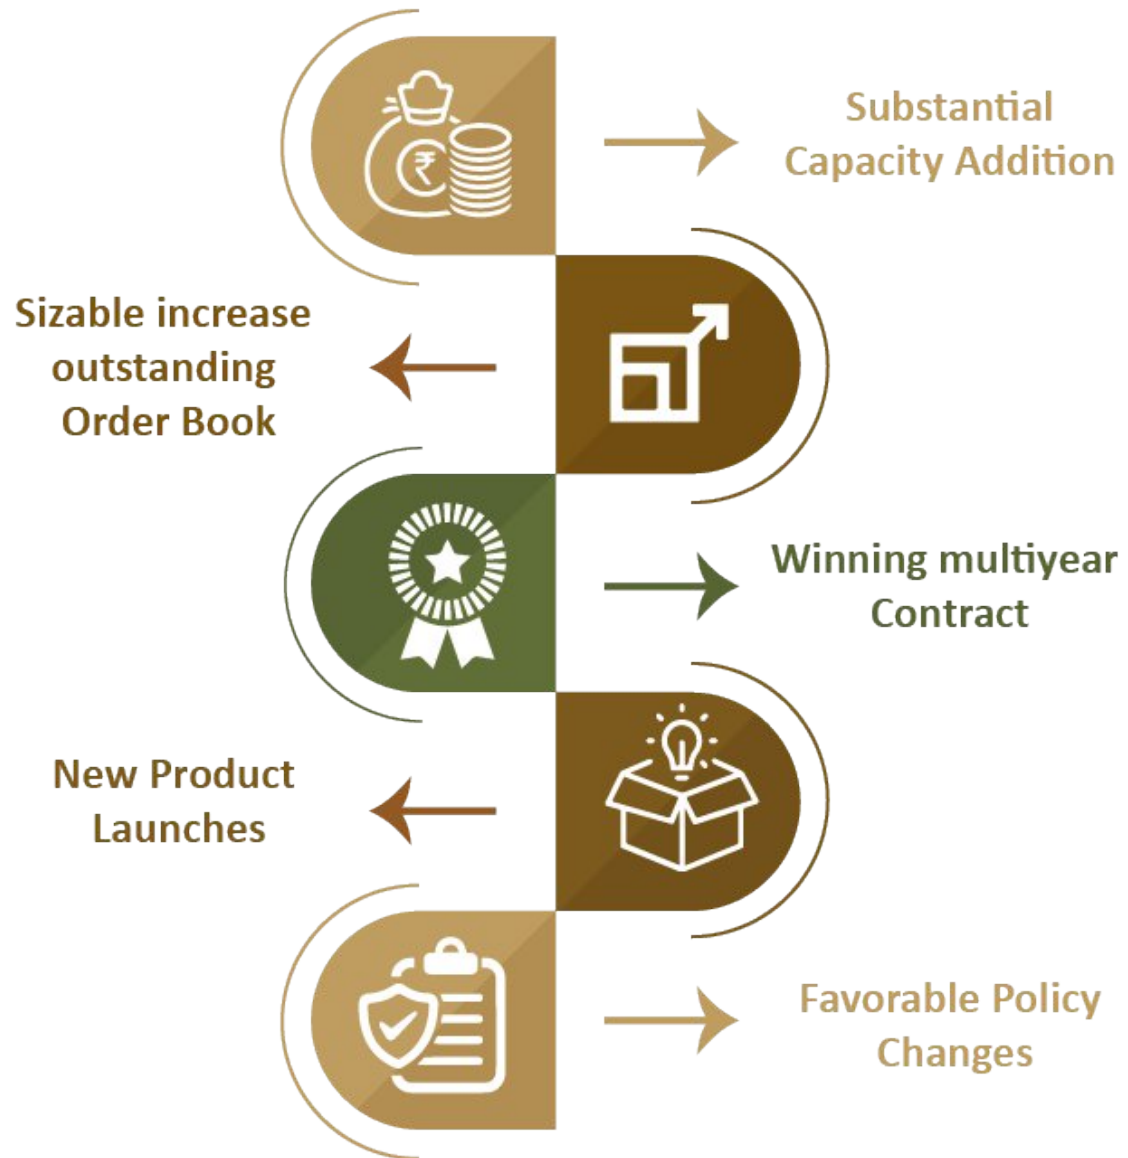 Substantial
Capacity Addition
₹
Sizable increase
outstanding
Order Book
Winning multiyear
Contract
New Product
Launches
Favorable Policy
Changes